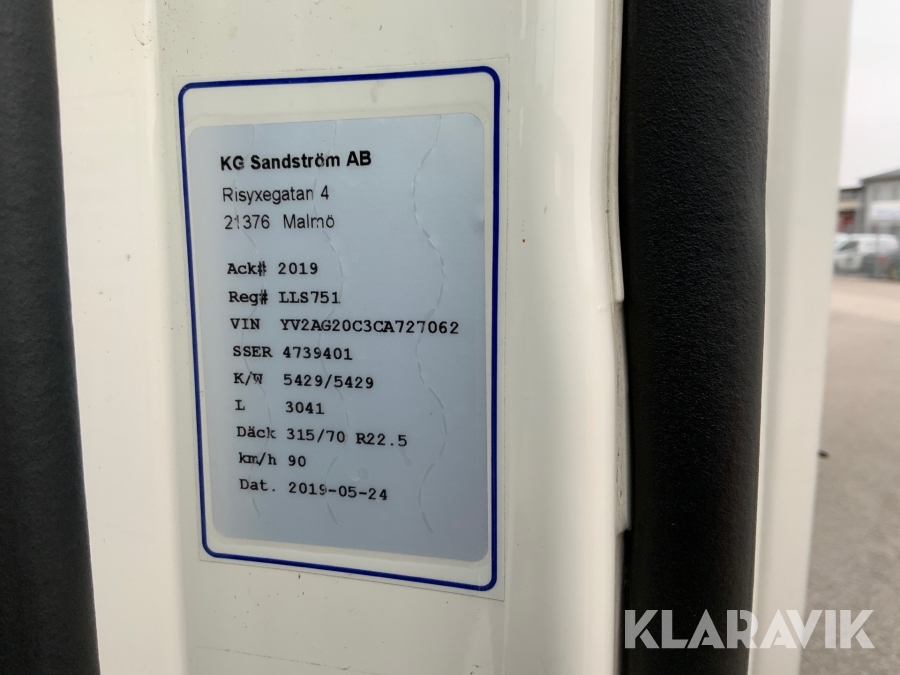 KG Sandström AB
Risyxegatan 4
21376 Malmö
Ack# 2019
Reg# LLS751
VIN YV2AG20C3CA727062
SSER 4739401
K/W 5429/5429
L 3041
Däck 315/70 R22.5
km/h 90
Dat. 2019-05-24
KLARAVIK